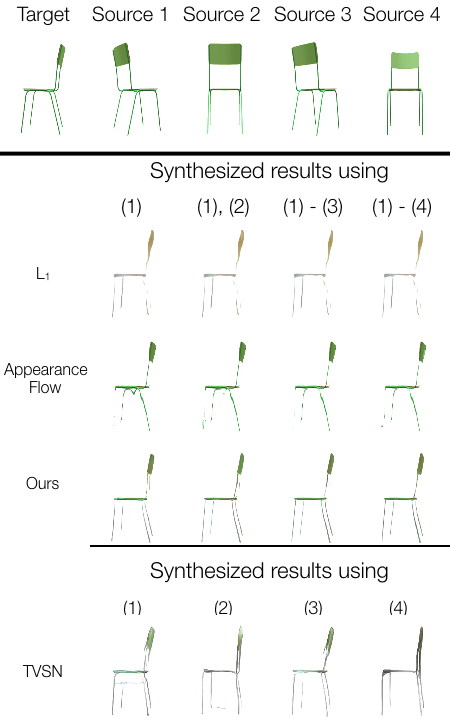 Target Source 1 Source 2 Source 3 Source 4
Synthesized results using
(1) (1), (2) (1) - (3) (1) - (4)
L₁
Appearance
Flow
Ours
Synthesized results using
(1) (2) (3) (4)
TVSN